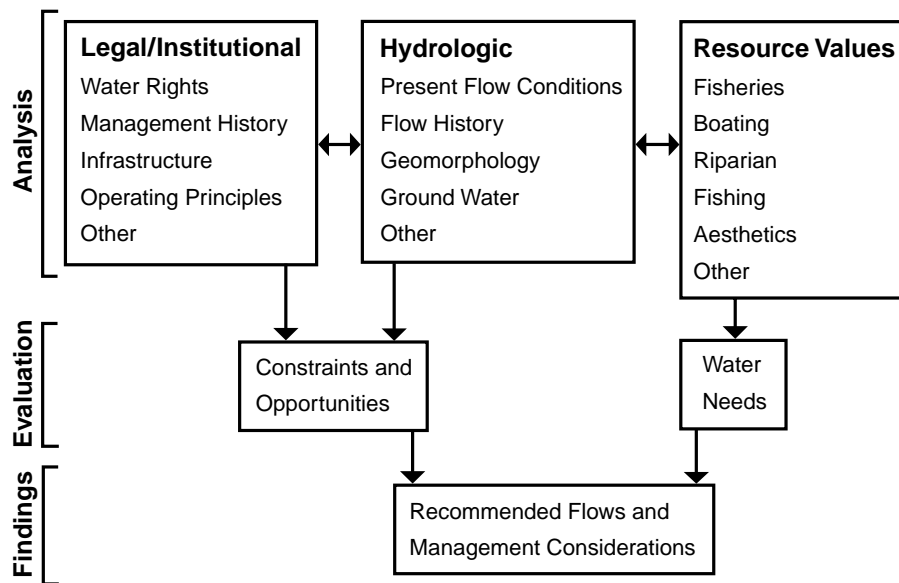 Analysis
Legal/Institutional
Water Rights
Management History
Infrastructure
Operating Principles
Other
Hydrologic
Present Flow Conditions
Flow History
Geomorphology
Ground Water
Other
Resource Values
Fisheries
Boating
Riparian
Fishing
Aesthetics
Other
Evaluation
Constraints and
Opportunities
Water
Needs
Findings
Recommended Flows and
Management Considerations